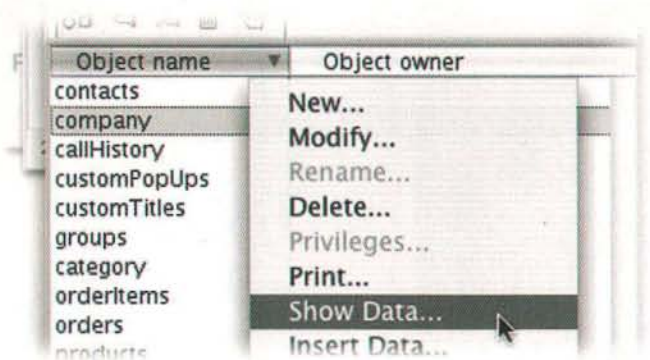 Object name Object owner
contacts
company
callHistory
customPopUps
customTitles
groups
category
orderItems
orders
products
New...
Modify...
Rename...
Delete...
Privileges...
Print...
Show Data...
Insert Data...